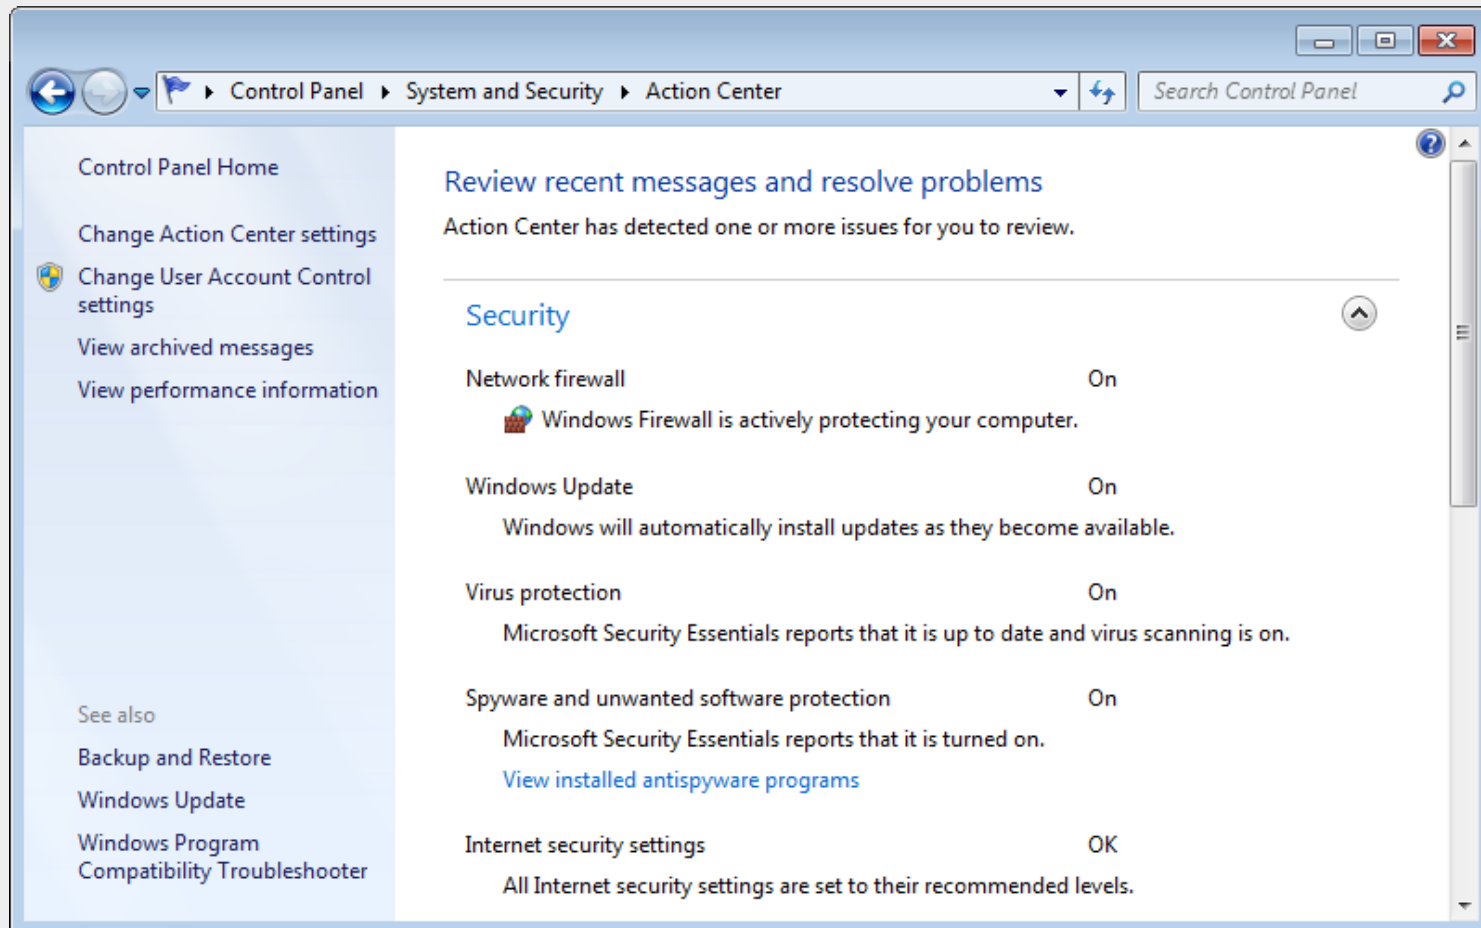 Control Panel System and Security Action Center
Search Control Panel
Control Panel Home
Change Action Center settings
Change User Account Control
settings
View archived messages
View performance information
See also
Backup and Restore
Windows Update
Windows Program
Compatibility Troubleshooter
Review recent messages and resolve problems
Action Center has detected one or more issues for you to review.
Security
Network firewall On
Windows Firewall is actively protecting your computer.
Windows Update On
Windows will automatically install updates as they become available.
Virus protection On
Microsoft Security Essentials reports that it is up to date and virus scanning is on.
Spyware and unwanted software protection On
Microsoft Security Essentials reports that it is turned on.
View installed antispyware programs
Internet security settings OK
All Internet security settings are set to their recommended levels.